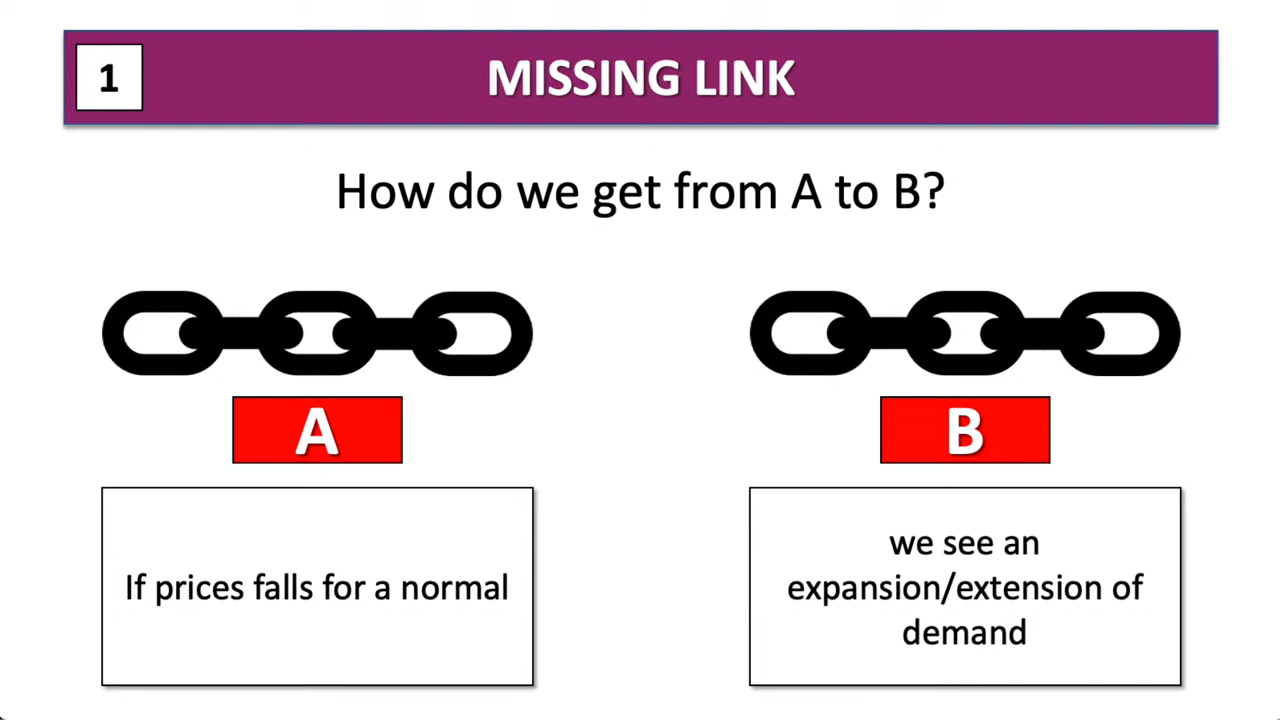 1
MISSING LINK
How do we get from A to B?
A
If prices falls for a normal
B
we see an
expansion/extension of
demand